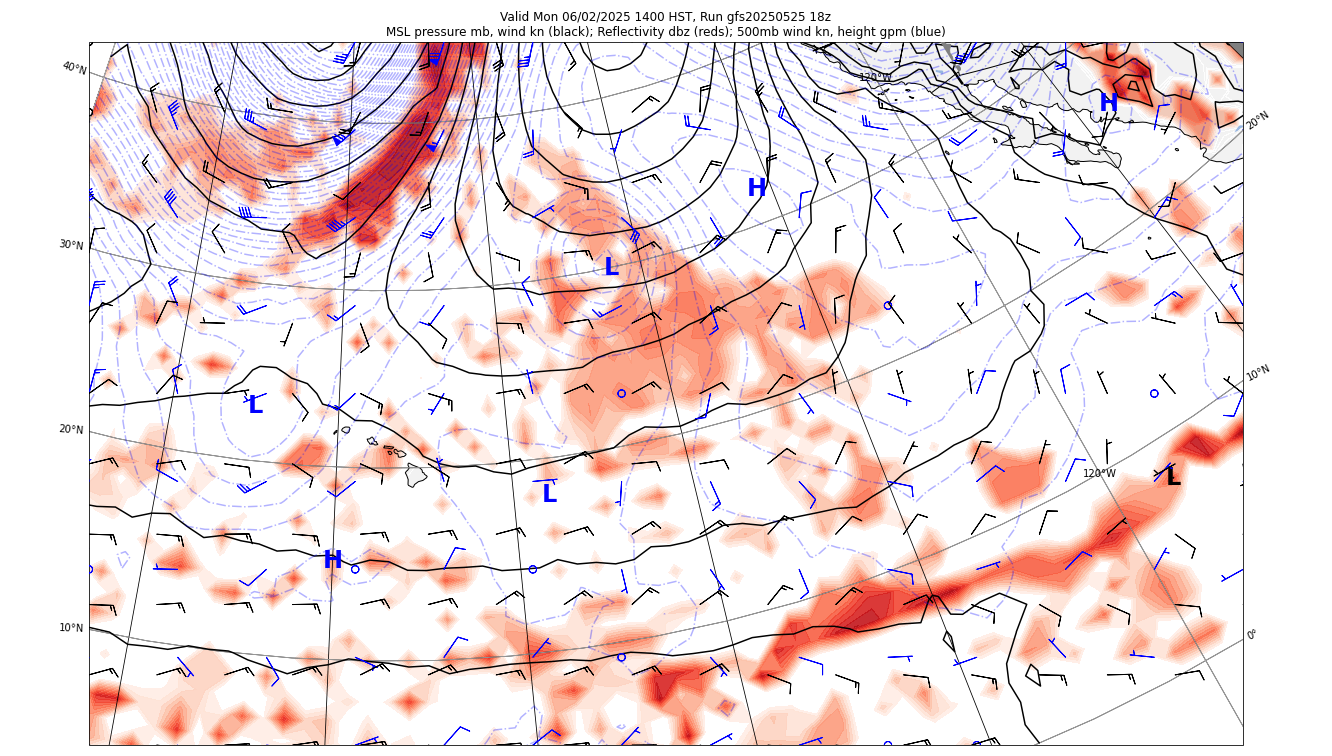 Valid Mon 06/02/2025 1400 HST, Run gfs20250525 18z
MSL pressure mb, wind kn (black); Reflectivity dbz (reds); 500mb wind kn, height gpm (blue)
40°N
120°W
H
20°N
H
30°N
L
10°N
L
20°N
120°W
L
L
H
10°N
0°